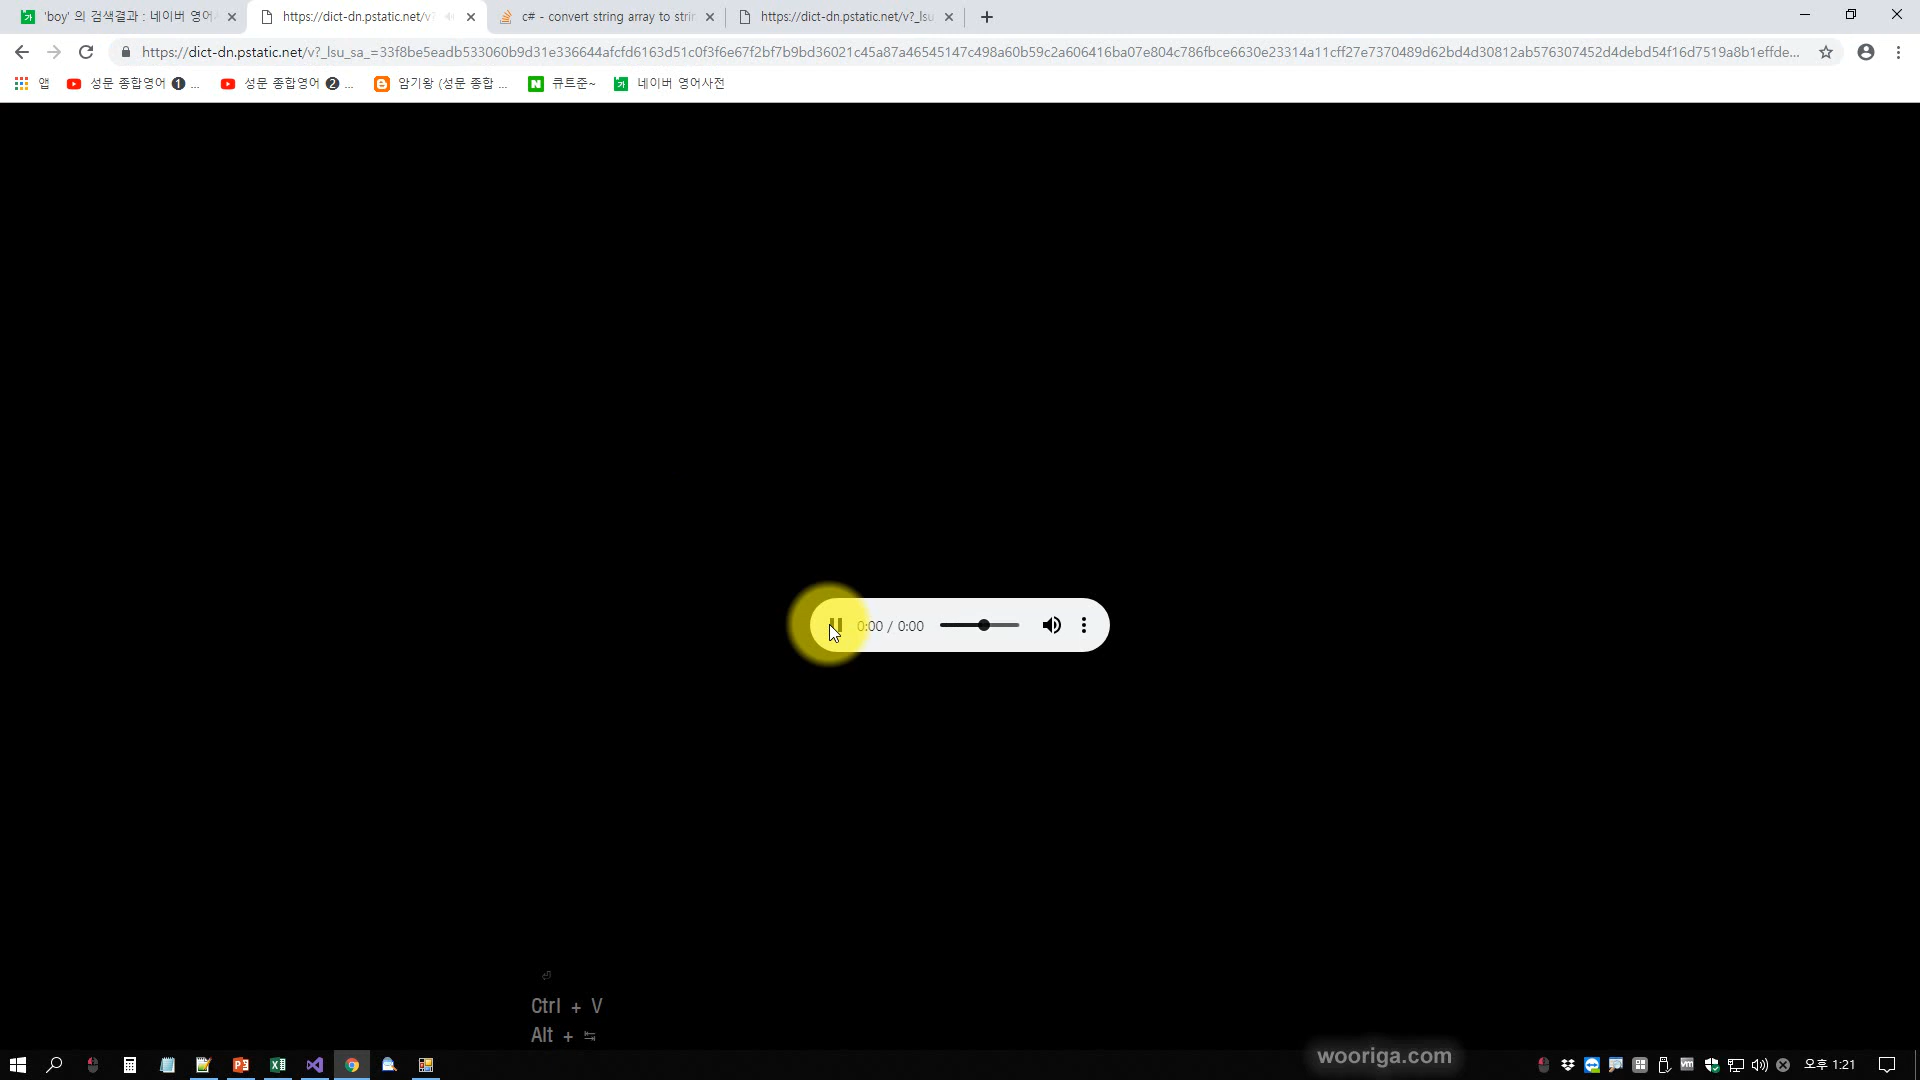 'boy' 의 검색결과 : 네이버 영어
https://dict-dn.pstatic.net/v?
c# - convert string array to strin
https://dict-dn.pstatic.net/v?_lsu
https://dict-dn.pstatic.net/v?_lsu_sa_=33f8be5eadb533060b9d31e336644afcfd6163d51c0f3f6e67f2bf7b9bd36021c45a87a46545147c498a60b59c2a606416ba07e804c786fbce6630e23314a11cff27e7370489d62bd4d30812ab576307452d4debd54f16d7519a8b1effde...
앱
성문 종합영어 ❶ ...
성문 종합영어 ❷ ...
암기왕 (성문 종합 ...
큐트준~
네이버 영어사전
0:00 / 0:00
Ctrl + V
Alt + ↹
wooriga.com
오후 1:21